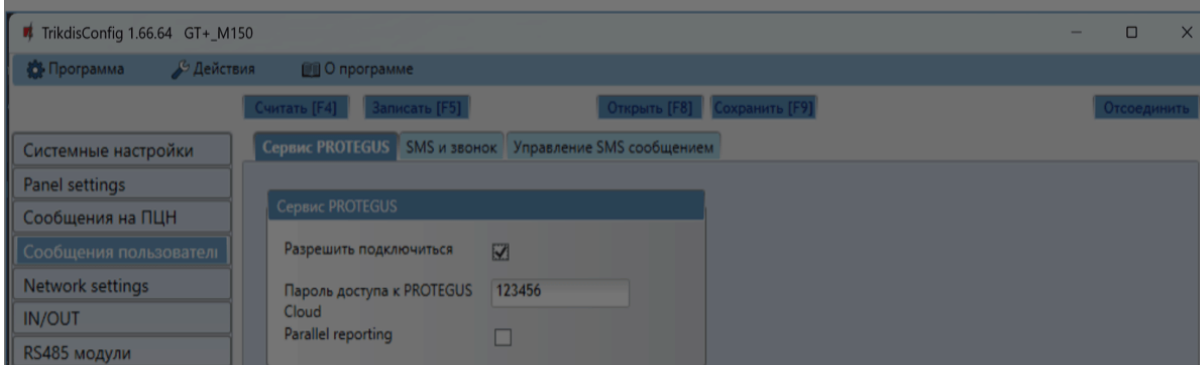 TrikdisConfig 1.66.64 GT+_M150
Программа Действия О программе
Считать [F4] Записать [F5] Открыть [F8] Сохранить [F9] Отсоединить
Системные настройки
Panel settings
Сообщения на ПЦН
Сообщения пользовател
Network settings
IN/OUT
RS485 модули
Сервис PROTEGUS SMS и звонок Управление SMS сообщением
Сервис PROTEGUS
Разрешить подключиться
Пароль доступа к PROTEGUS 123456
Cloud
Parallel reporting